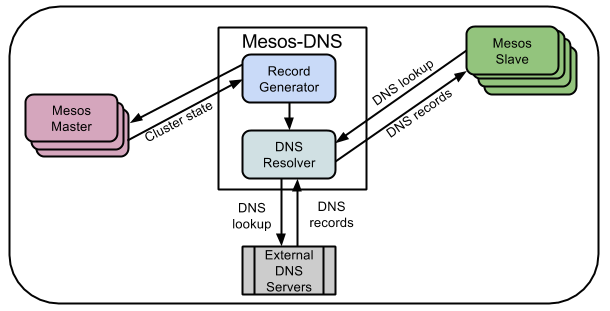 Mesos-DNS
Record
Generator
DNS
Resolver
Mesos
Master
Cluster state
Mesos
Slave
DNS lookup
DNS records
DNS
lookup
DNS
records
External
DNS
Servers